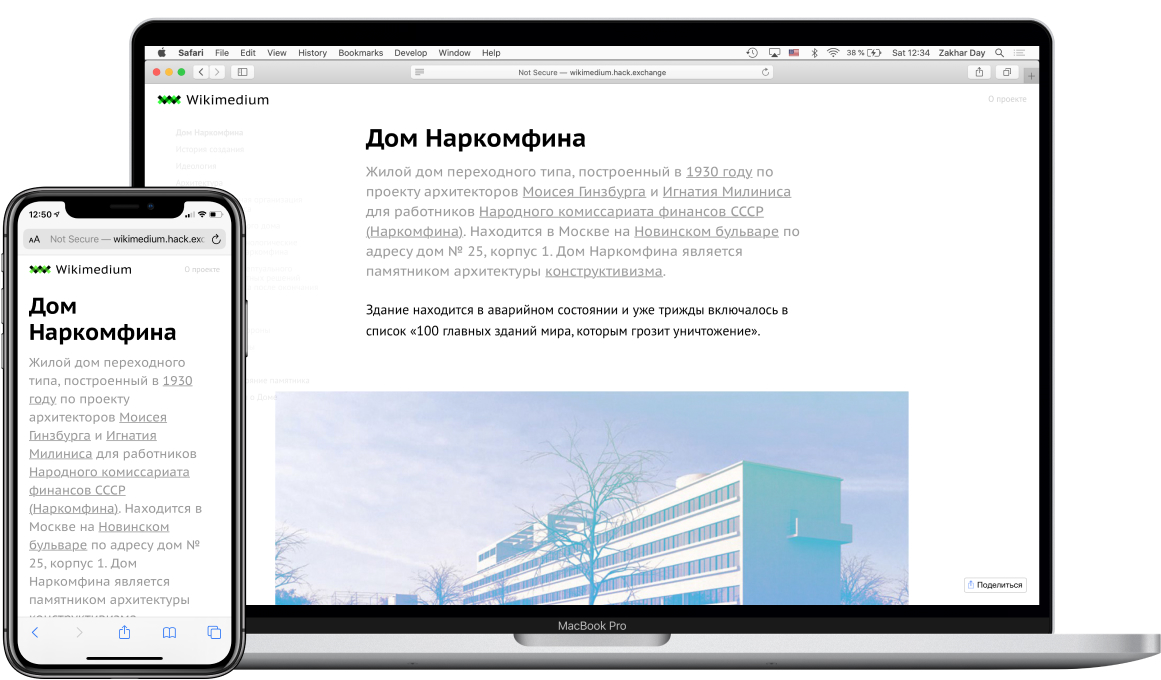 Safari File Edit View History Bookmarks Develop Window Help 38 % Sat 12:34 Zakhar Day
Not Secure — wikimedium.hack.exchange
Wikimedium
О проекте
Дом Наркомфина
История создания
Идеология
Дом Наркомфина
Жилой дом переходного типа, построенный в 1930 году по
проекту архитекторов Моисея Гинзбурга и Игнатия Милиниса
для работников Народного комиссариата финансов СССР
(Наркомфина). Находится в Москве на Новинском бульваре по
адресу дом № 25, корпус 1. Дом Наркомфина является
памятником архитектуры конструктивизма.
Здание находится в аварийном состоянии и уже трижды включалось в
список «100 главных зданий мира, которым грозит уничтожение».
Поделиться
MacBook Pro
12:50
AA Not Secure — wikimedium.hack.exc
Wikimedium
О проекте
Дом
Наркомфина
Жилой дом переходного
типа, построенный в 1930
году по проекту
архитекторов Моисея
Гинзбурга и Игнатия
Милиниса для работников
Народного комиссариата
финансов СССР
(Наркомфина). Находится в
Москве на Новинском
бульваре по адресу дом №
25, корпус 1. Дом
Наркомфина является
памятником архитектуры